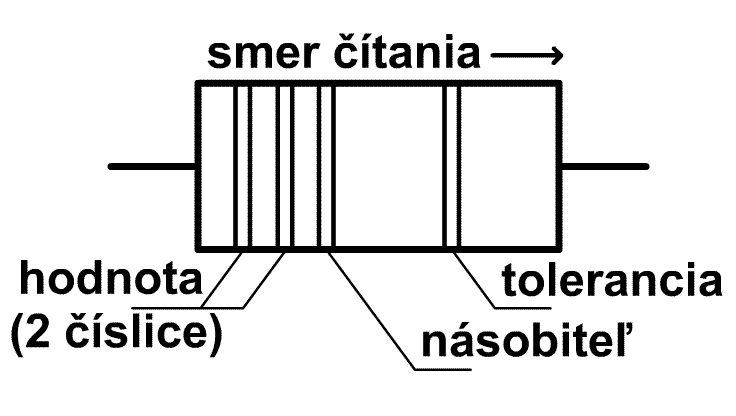 smer čítania
hodnota
(2 číslice)
tolerancia
násobiteľ